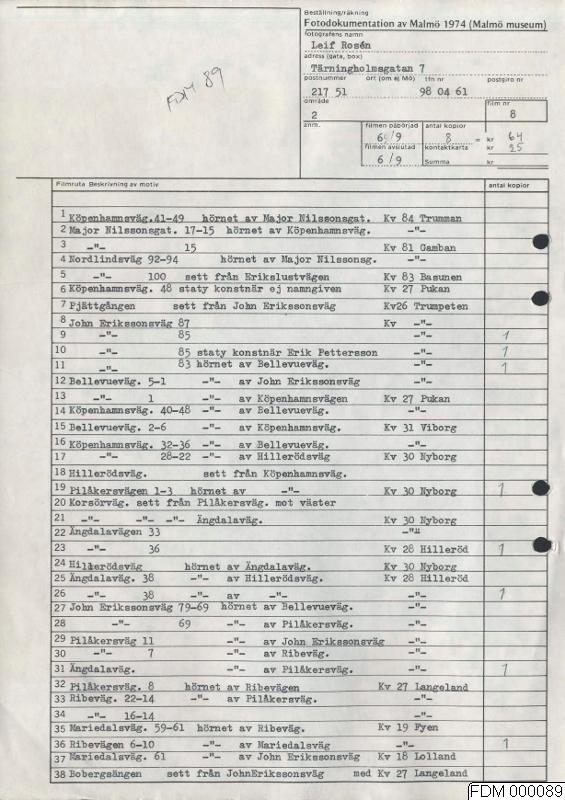 FDM 89
Beställning/räkning
Fotodokumentation av Malmö 1974 (Malmö museum)
fotografens namn
Leif Rosén
adress (gata, box)
Tärningholmsgatan 7
postnummer ort (om ej Mö) tfn nr postgiro nr
217 51 98 04 61
område film nr
2 8
anm. filmen påbörjad antal kopior
6/9 8 = kr 64
filmen avslutad kontaktkarta kr 25
6/9 Summa kr
Filmruta Beskrivning av motiv antal kopior
1 Köpenhamnsväg.41-49 hörnet av Major Nilssonsgat. Kv 84 Trumman
2 Major Nilssonsgat. 17-15 hörnet av Köpenhamnsväg. -"-
3 -"- 15 Kv 81 Gamban
4 Nordlindsväg 92-94 hörnet av Major Nilssonsg. -"-
5 -"- 100 sett från Erikslustvägen Kv 83 Basunen
6 Köpenhamnsväg. 48 staty konstnär ej namngiven Kv 27 Pukan
7 Pjättgången sett från John Erikssonsväg Kv26 Trumpeten
8 John Erikssonsväg 87 Kv -"-
9 -"- 85 -"- 1
10 -"- 85 staty konstnär Erik Pettersson -"- 1
11 -"- 83 hörnet av Bellevueväg. -"- 1
12 Bellevueväg. 5-1 -"- av John Erikssonsväg -"-
13 -"- 1 -"- av Köpenhamnsvägen Kv 27 Pukan
14 Köpenhamnsväg. 40-48 -"- av Bellevueväg. -"-
15 Bellevueväg. 2-6 -"- av Köpenhamnsväg. Kv 31 Viborg
16 Köpenhamnsväg. 32-36 -"- av Bellevueväg. -"-
17 -"- 28-22 -"- av Hillerödsväg Kv 30 Nyborg
18 Hillerödsväg. sett från Köpenhamnsväg.
19 Pilåkersvägen 1-3 hörnet av -"- Kv 30 Nyborg 1
20 Korsörväg. sett från Pilåkersväg. mot väster
21 -"- -"- -"- Ängdalaväg. Kv 30 Nyborg
22 Ängdalavägen 33 -"-
23 -"- 36 Kv 28 Hilleröd 1
24 Hillerödsväg hörnet av Ängdalaväg. Kv 30 Nyborg
25 Ängdalaväg. 38 -"- av Hillerödsväg. Kv 28 Hilleröd
26 -"- 38 -"- av -"- -"- 1
27 John Erikssonsväg 79-69 hörnet av Bellevueväg. -"-
28 -"- 69 -"- av Pilåkersväg. -"-
29 Pilåkersväg 11 -"- av John Erikssonsväg -"-
30 -"- 7 -"- av Ribeväg. -"-
31 Ängdalaväg. -"- av Pilåkersväg. -"- 1
32 Pilåkersväg. 8 hörnet av Ribevägen Kv 27 Langeland
33 Ribeväg. 22-14 -"- av Pilåkersväg. -"-
34 -"- 16-14 -"-
35 Mariedalsväg. 59-61 hörnet av Ribeväg. Kv 19 Fyen
36 Ribevägen 6-10 -"- av Mariedalsväg -"- 1
37 Mariedalsväg. 61 -"- av John Erikssonsväg Kv 18 Lolland
38 Bobergsängen sett från JohnErikssonsväg med Kv 27 Langeland
FDM 000089